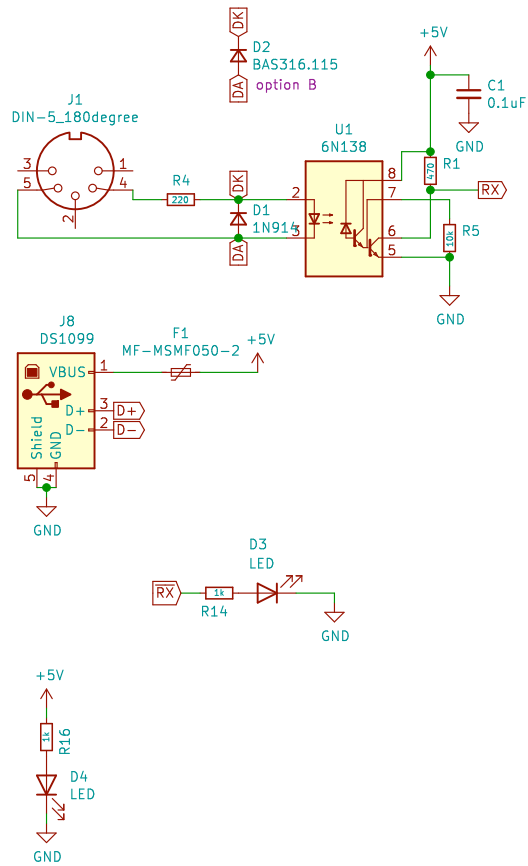 DK
D2
BAS316.115
DA
option B
+5V
C1
0.1uF
GND
J1
DIN-5_180degree
3
1
5
4
2
R4
220
DK
D1
1N914
DA
U1
6N138
2
3
8
7
6
5
470
R1
RX
10k
R5
GND
J8
DS1099
VBUS
1
D+
3
D+
D-
2
D-
Shield
GND
5
4
GND
F1
MF-MSMF050-2
+5V
D3
LED
RX
1k
R14
GND
+5V
1k
R16
D4
LED
GND